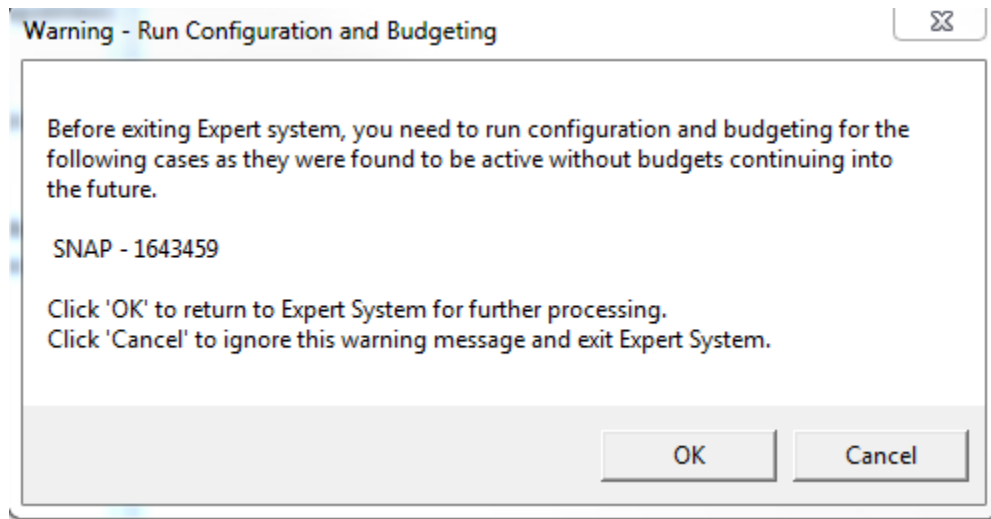 Warning - Run Configuration and Budgeting
Before exiting Expert system, you need to run configuration and budgeting for the
following cases as they were found to be active without budgets continuing into
the future.
SNAP - 1643459
Click 'OK' to return to Expert System for further processing.
Click 'Cancel' to ignore this warning message and exit Expert System.
OK
Cancel